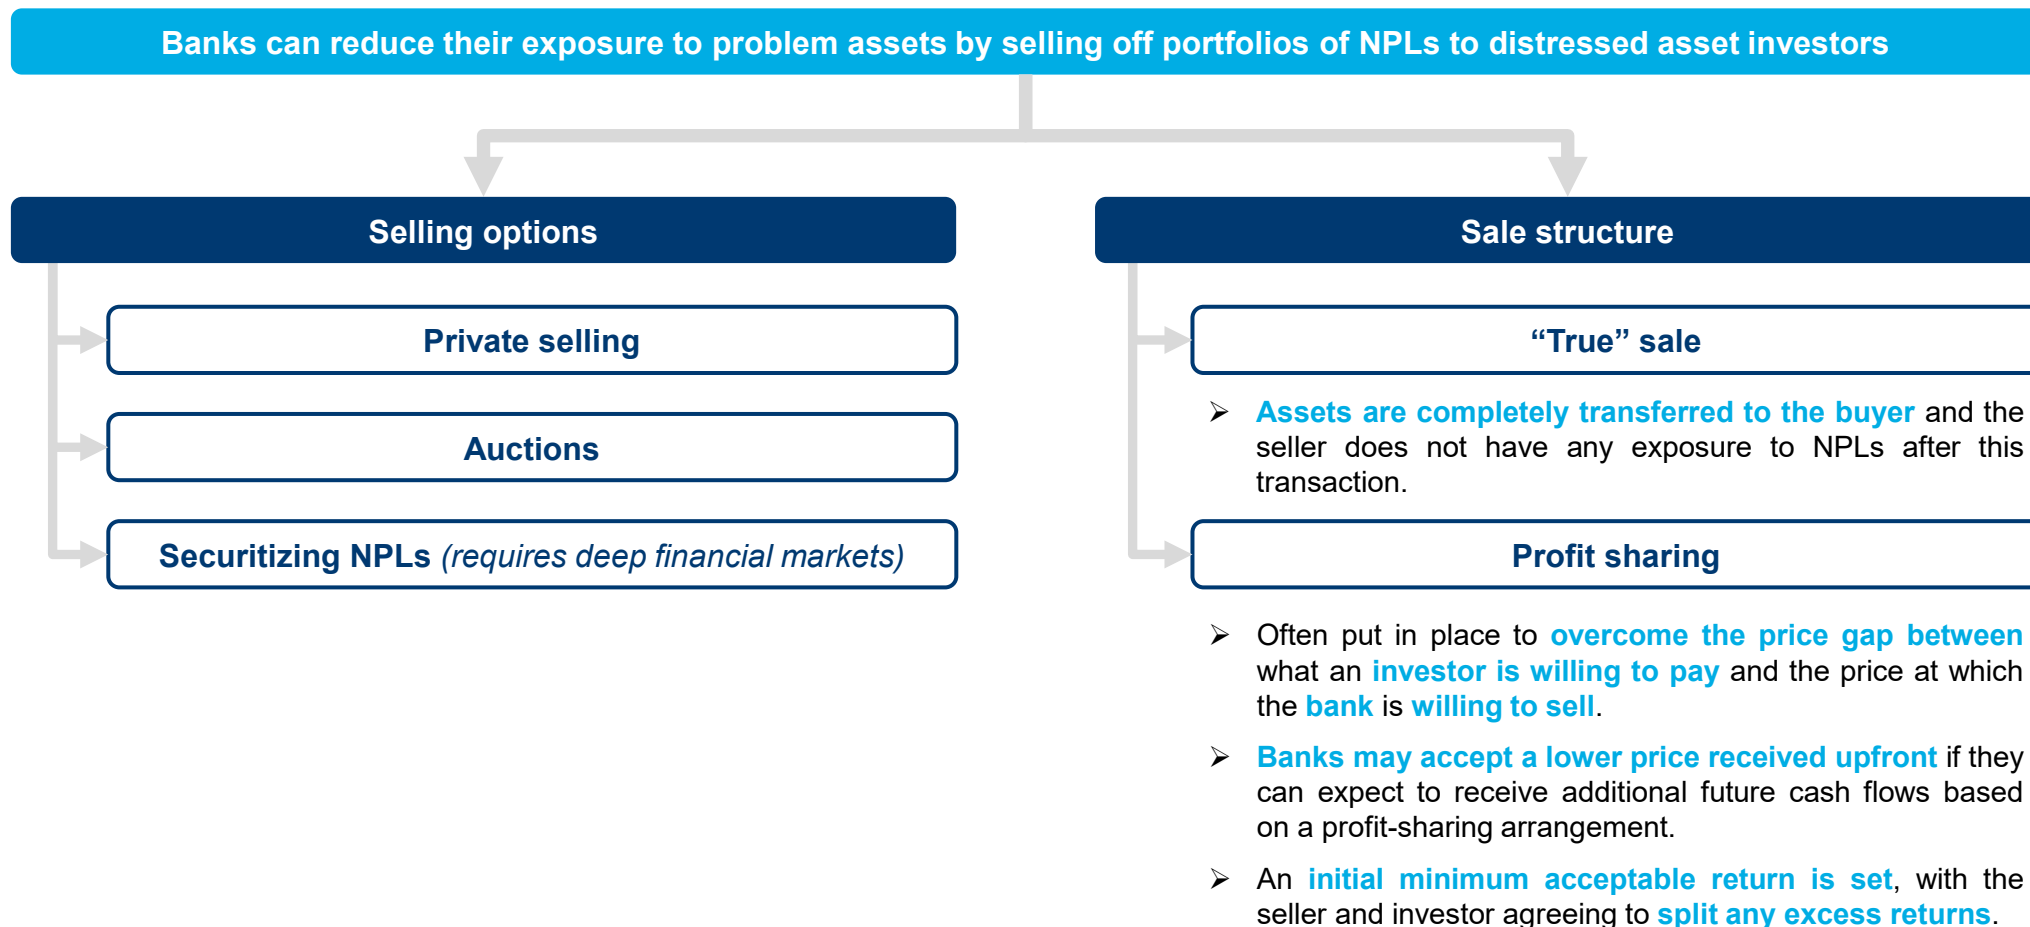 Banks can reduce their exposure to problem assets by selling off portfolios of NPLs to distressed asset investors
Selling options
Private selling
Auctions
Securitizing NPLs (requires deep financial markets)
Sale structure
“True” sale
➢ Assets are completely transferred to the buyer and the
seller does not have any exposure to NPLs after this
transaction.
Profit sharing
➢ Often put in place to overcome the price gap between
what an investor is willing to pay and the price at which
the bank is willing to sell.
➢ Banks may accept a lower price received upfront if they
can expect to receive additional future cash flows based
on a profit-sharing arrangement.
➢ An initial minimum acceptable return is set, with the
seller and investor agreeing to split any excess returns.